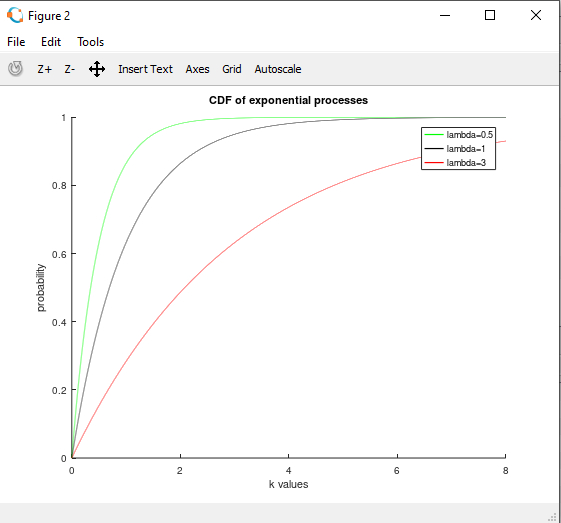 Figure 2
File Edit Tools
Z+ Z- Insert Text Axes Grid Autoscale
CDF of exponential processes
lambda=0.5
lambda=1
lambda=3
1
0.8
0.6
0.4
0.2
0
probability
0 2 4 6 8
k values